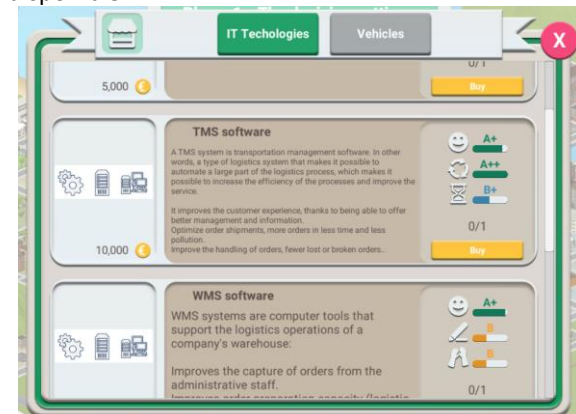 IT Techologies
Vehicles
X
5,000
0/1
Buy
TMS software
A TMS system is transportation management software. In other
words, a type of logistics system that makes it possible to
automate a large part of the logistics process, which makes it
possible to increase the efficiency of the processes and improve the
service.
It improves the customer experience, thanks to being able to offer
better management and information.
Optimize order shipments, more orders in less time and less
pollution.
Improve the handling of orders, fewer lost or broken orders..
A+
A++
B+
0/1
10,000
Buy
WMS software
WMS systems are computer tools that
support the logistics operations of a
company's warehouse:
Improves the capture of orders from the
administrative staff.
Improves order preparation capacity (logistic
A+
B
B
0/1